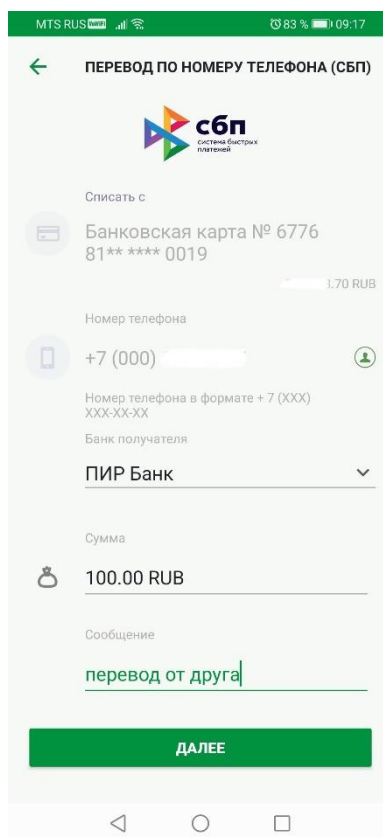 MTS RUS VoWiFi 83 % 09:17
ПЕРЕВОД ПО НОМЕРУ ТЕЛЕФОНА (СБП)
сбп
система быстрых
платежей
Списать с
Банковская карта № 6776
81** **** 0019
.70 RUB
Номер телефона
+7 (000)
Номер телефона в формате + 7 (XXX)
XXX-XX-XX
Банк получателя
ПИР Банк
Сумма
100.00 RUB
Сообщение
перевод от друга
ДАЛЕЕ